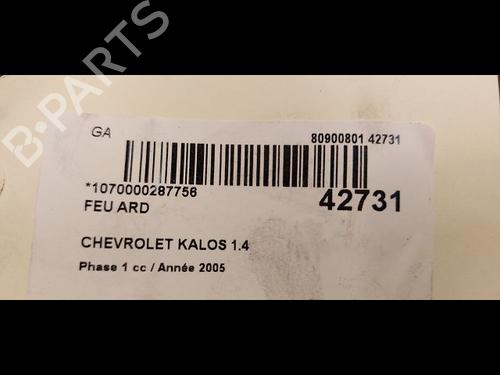 B-PARTS
GA
80900801 42731
*1070000287756
42731
FEU ARD
CHEVROLET KALOS 1.4
Phase 1 cc / Année 2005